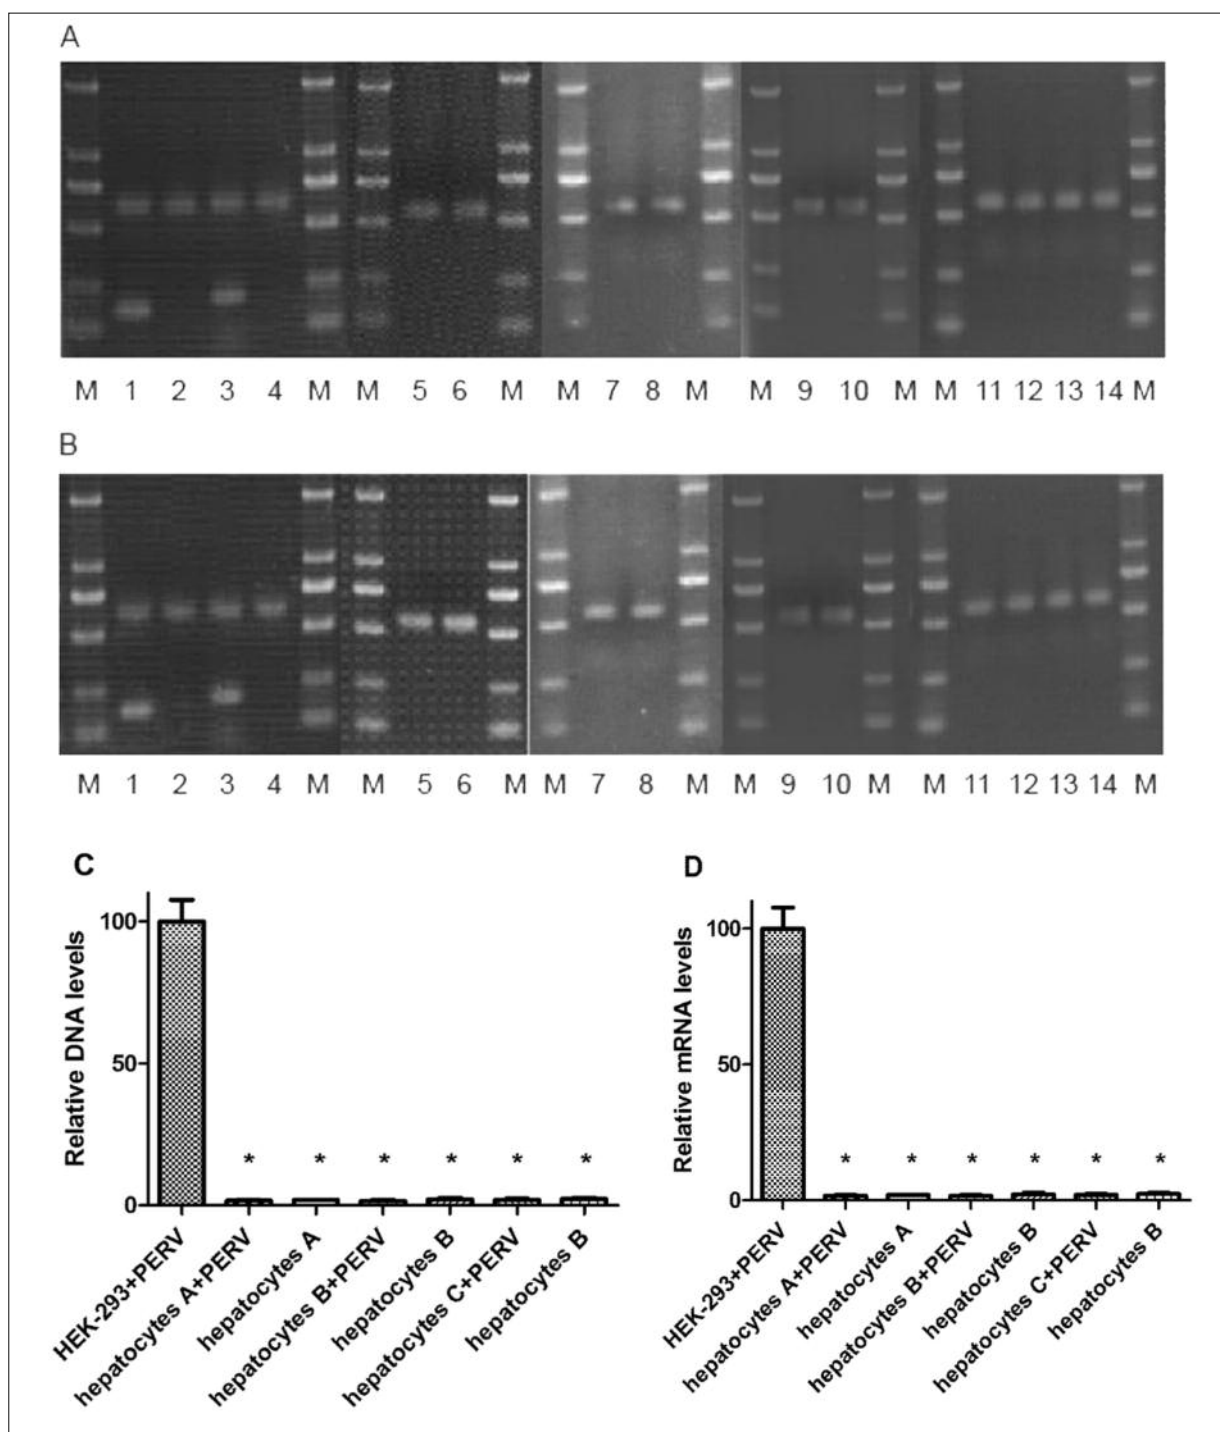 A
M 1 2 3 4 M M 5 6 M M 7 8 M M 9 10 M M 11 12 13 14 M
B
M 1 2 3 4 M M 5 6 M M 7 8 M M 9 10 M M 11 12 13 14 M
C
Relative DNA levels
100
50
0
* * * * * *
HEK-293+PERV
hepatocytes A+PERV
hepatocytes A
hepatocytes B+PERV
hepatocytes B
hepatocytes C+PERV
hepatocytes B
D
Relative mRNA levels
100
50
0
* * * * * *
HEK-293+PERV
hepatocytes A+PERV
hepatocytes A
hepatocytes B+PERV
hepatocytes B
hepatocytes C+PERV
hepatocytes B